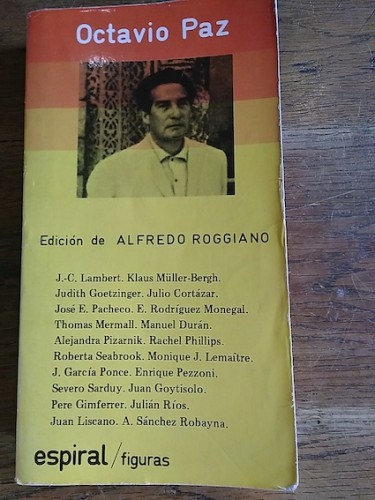 Octavio Paz
Edición de ALFREDO ROGGIANO
J.-C. Lambert. Klaus Müller-Bergh.
Judith Goetzinger. Julio Cortázar.
José E. Pacheco. E. Rodríguez Monegal.
Thomas Mermall. Manuel Durán.
Alejandra Pizarnik. Rachel Phillips.
Roberta Seabrook. Monique J. Lemaître.
J. García Ponce. Enrique Pezzoni.
Severo Sarduy. Juan Goytisolo.
Pere Gimferrer. Julián Ríos.
Juan Liscano. A. Sánchez Robayna.
espiral/figuras